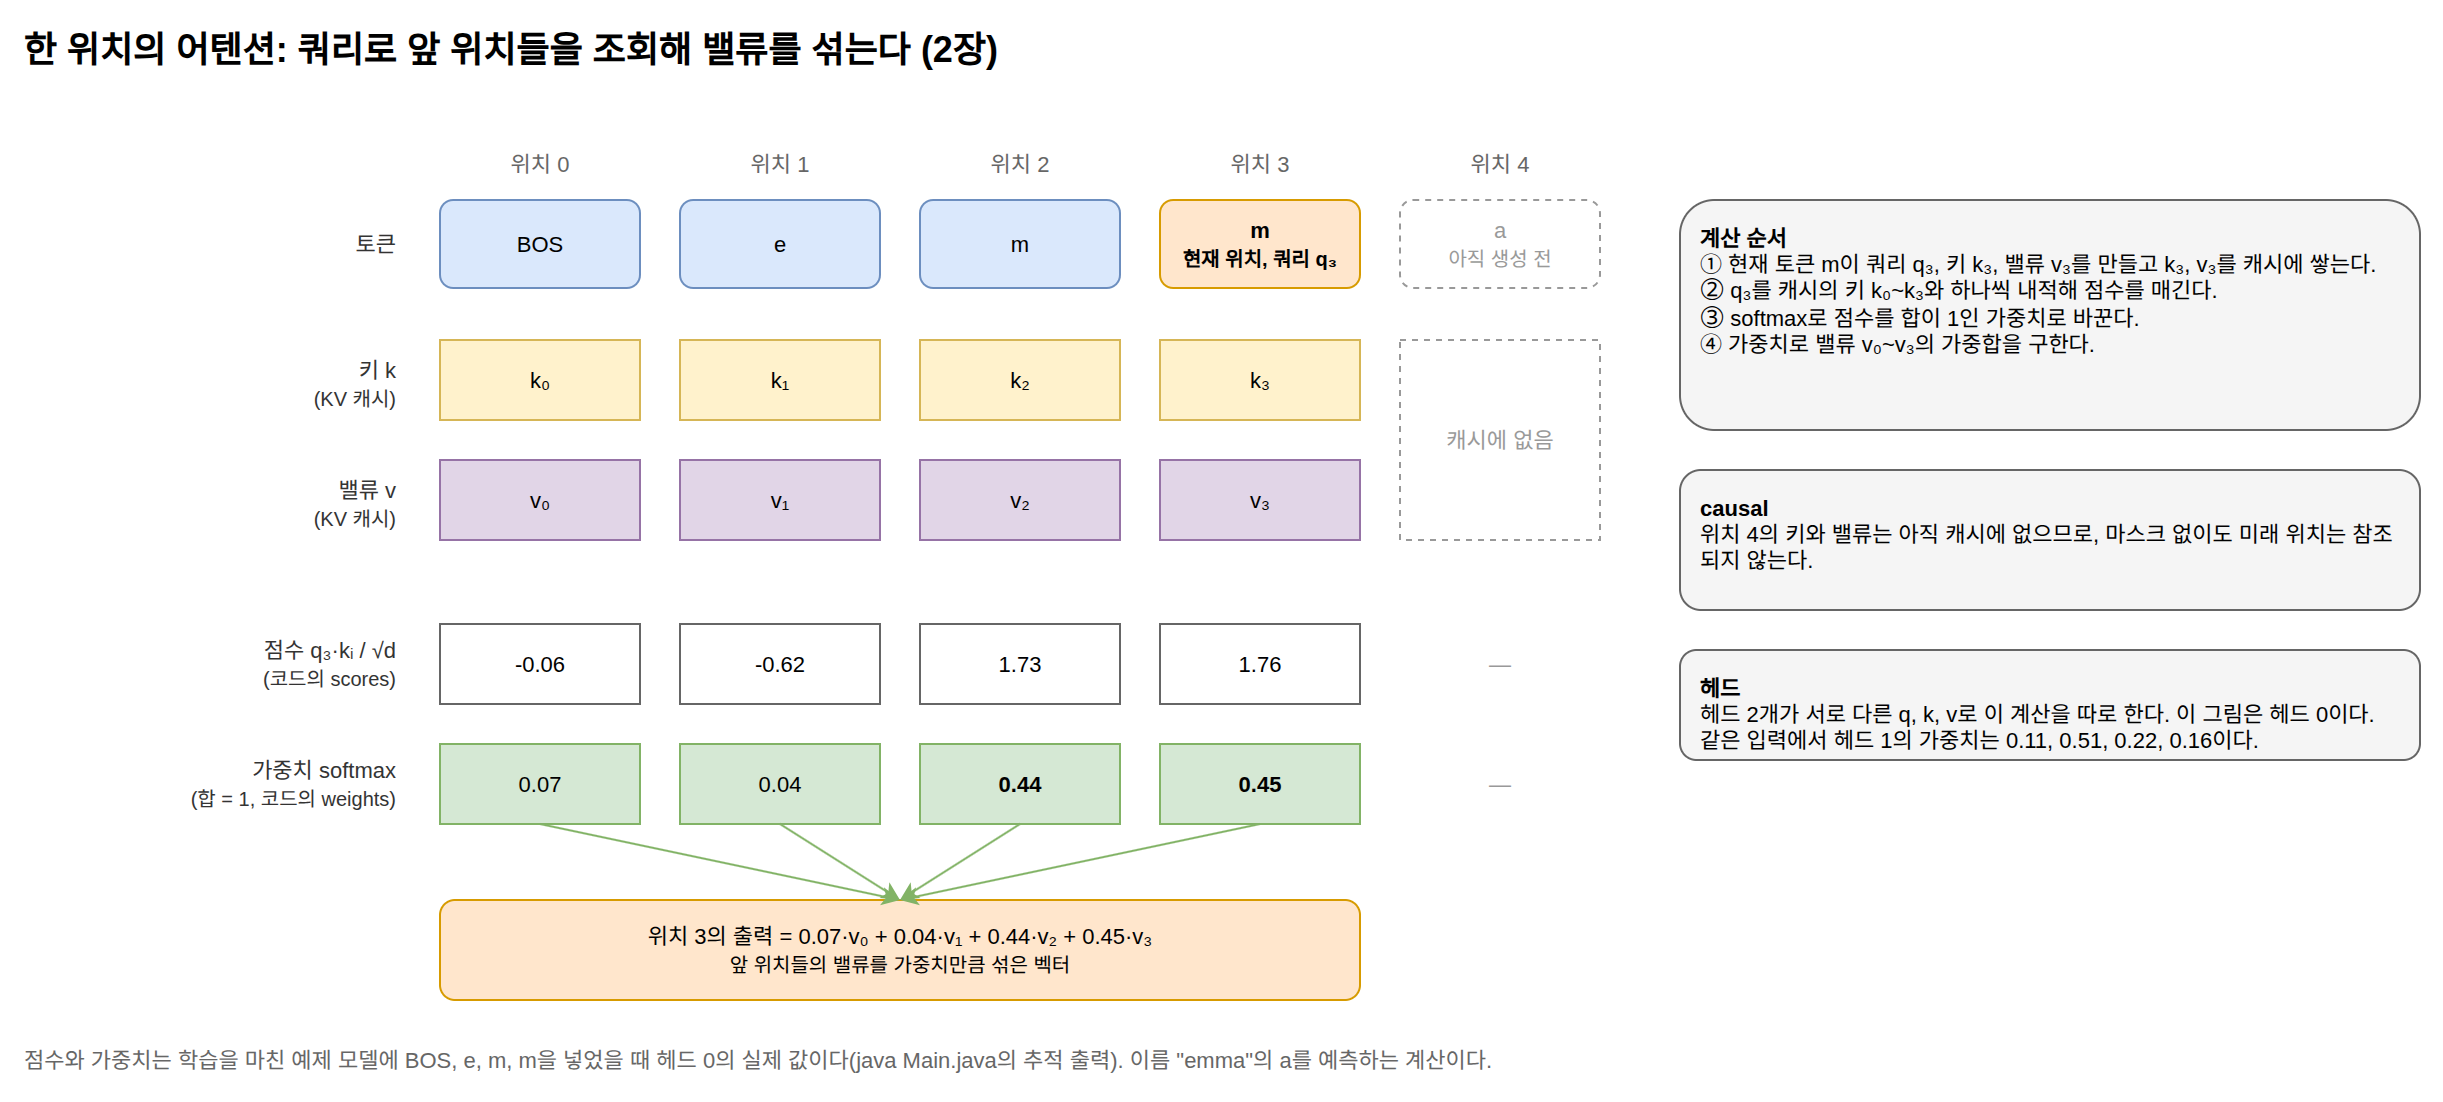 한 위치의 어텐션: 쿼리로 앞 위치들을 조회해 밸류를 섞는다 (2장)
위치 0
위치 1
위치 2
위치 3
위치 4
토큰
BOS
e
m
m
현재 위치, 쿼리 q₃
a
아직 생성 전
키 k
(KV 캐시)
k₀
k₁
k₂
k₃
캐시에 없음
밸류 v
(KV 캐시)
v₀
v₁
v₂
v₃
점수 q₃·kᵢ / √d
(코드의 scores)
-0.06
-0.62
1.73
1.76
—
가중치 softmax
(합 = 1, 코드의 weights)
0.07
0.04
0.44
0.45
—
위치 3의 출력 = 0.07·v₀ + 0.04·v₁ + 0.44·v₂ + 0.45·v₃
앞 위치들의 밸류를 가중치만큼 섞은 벡터
계산 순서
① 현재 토큰 m이 쿼리 q₃, 키 k₃, 밸류 v₃를 만들고 k₃, v₃를 캐시에 쌓는다.
② q₃를 캐시의 키 k₀~k₃와 하나씩 내적해 점수를 매긴다.
③ softmax로 점수를 합이 1인 가중치로 바꾼다.
④ 가중치로 밸류 v₀~v₃의 가중합을 구한다.
causal
위치 4의 키와 밸류는 아직 캐시에 없으므로, 마스크 없이도 미래 위치는 참조
되지 않는다.
헤드
헤드 2개가 서로 다른 q, k, v로 이 계산을 따로 한다. 이 그림은 헤드 0이다.
같은 입력에서 헤드 1의 가중치는 0.11, 0.51, 0.22, 0.16이다.
점수와 가중치는 학습을 마친 예제 모델에 BOS, e, m, m을 넣었을 때 헤드 0의 실제 값이다(java Main.java의 추적 출력). 이름 "emma"의 a를 예측하는 계산이다.